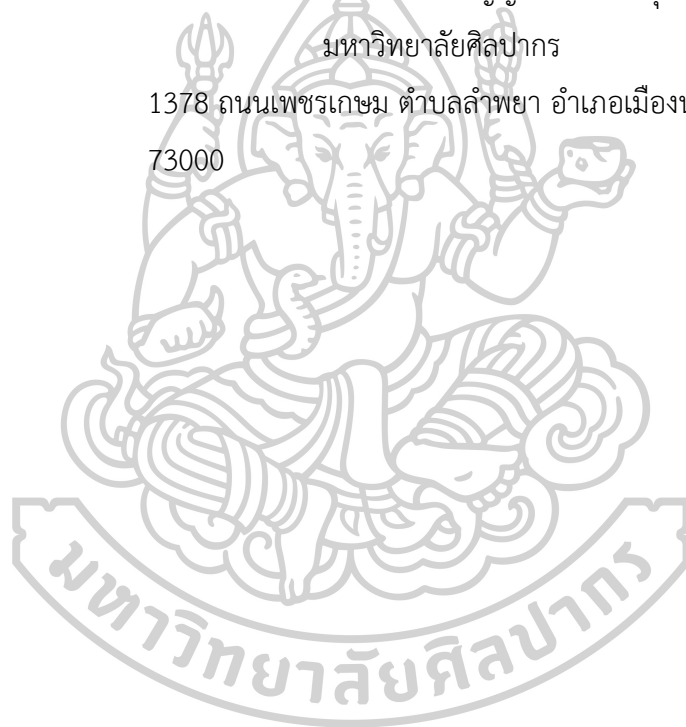 มหาวิทยาลัยศิลปากร
1378 ถนนเพชรเกษม ตำบลลำพยา อำเภอเมือง
73000
มหาวิทยาลัยศิลปากร